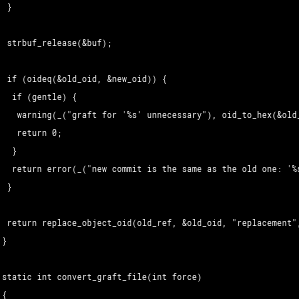 }
strbuf_release(&buf);
if (oideq(&old_oid, &new_oid)) {
if (gentle) {
warning(_("graft for '%s' unnecessary"), oid_to_hex(&old_
return 0;
}
return error(_("new commit is the same as the old one: '%s
}
return replace_object_oid(old_ref, &old_oid, "replacement",
}
static int convert_graft_file(int force)
{